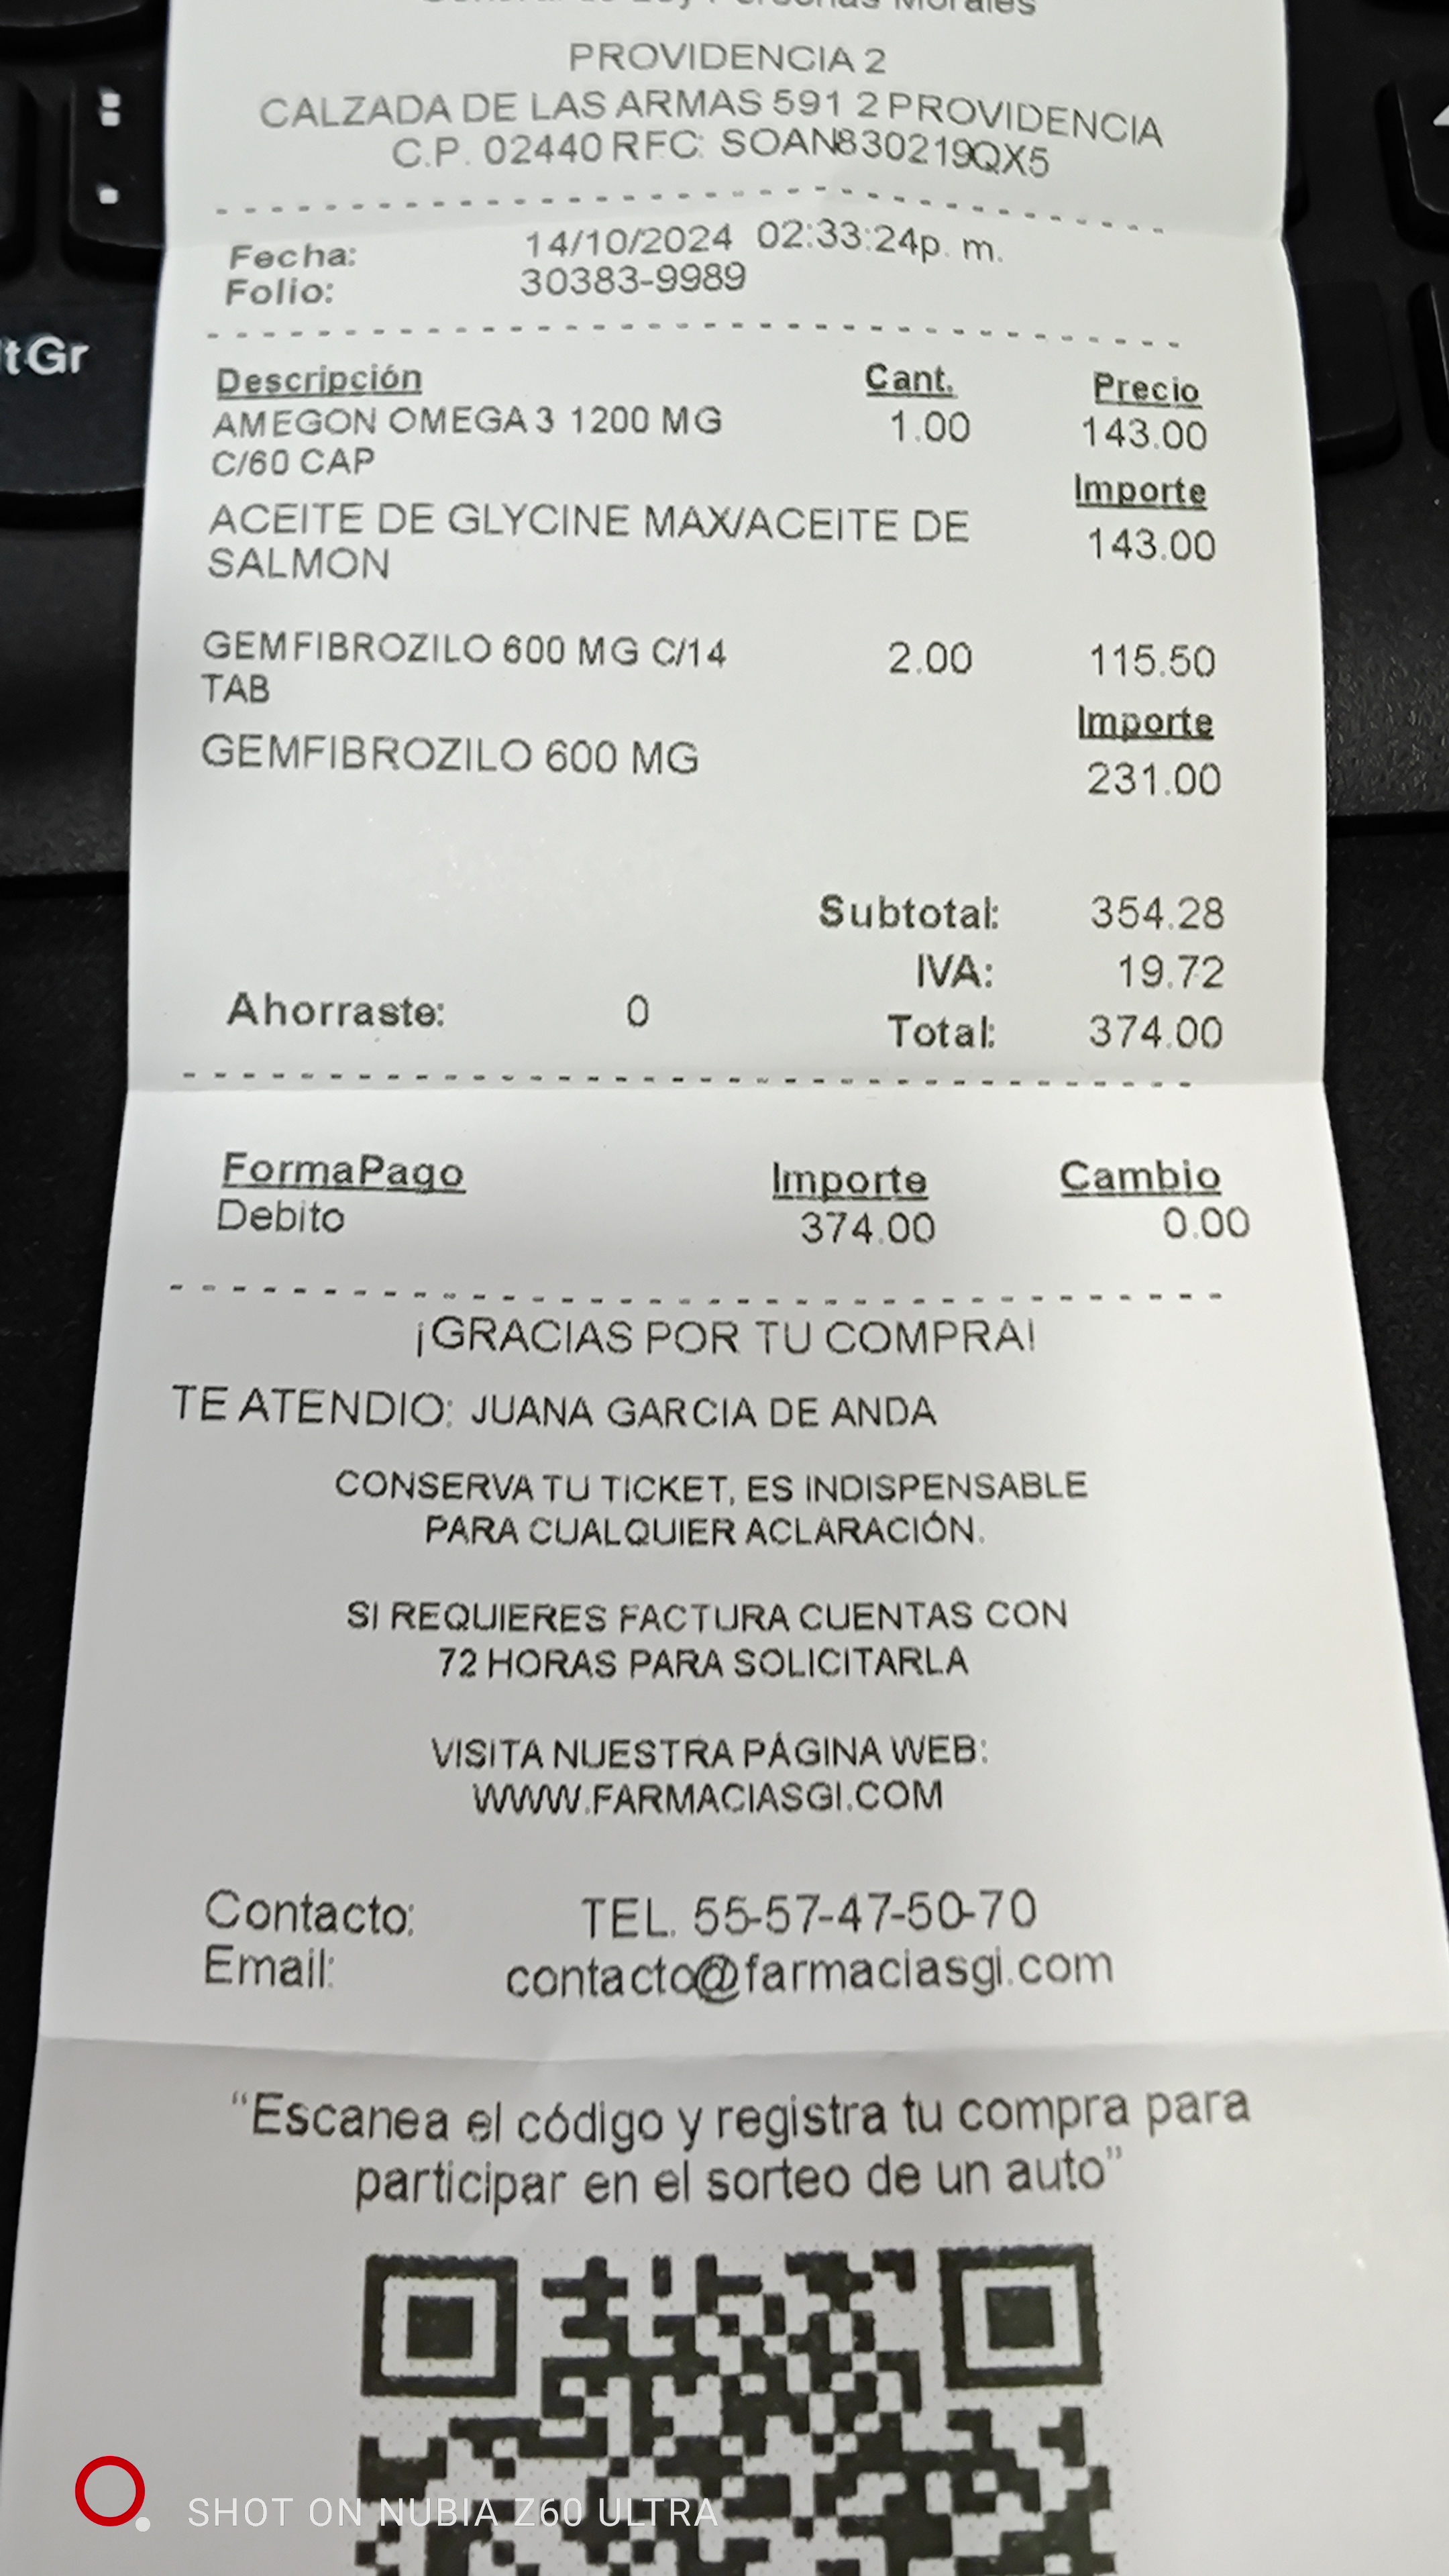 General de Ley Personas Morales
PROVIDENCIA 2
CALZADA DE LAS ARMAS 591 2 PROVIDENCIA
C.P. 02440 RFC: SOAN830219QX5
Fecha: 14/10/2024 02:33:24p. m.
Folio: 30383-9989
Descripción Cant. Precio
AMEGON OMEGA 3 1200 MG 1.00 143.00
C/60 CAP
Importe
ACEITE DE GLYCINE MAX/ACEITE DE 143.00
SALMON
GEMFIBROZILO 600 MG C/14 2.00 115.50
TAB
Importe
GEMFIBROZILO 600 MG 231.00
Subtotal: 354.28
IVA: 19.72
Ahorraste: 0 Total: 374.00
FormaPago Importe Cambio
Debito 374.00 0.00
¡GRACIAS POR TU COMPRA!
TE ATENDIO: JUANA GARCIA DE ANDA
CONSERVA TU TICKET, ES INDISPENSABLE
PARA CUALQUIER ACLARACIÓN.
SI REQUIERES FACTURA CUENTAS CON
72 HORAS PARA SOLICITARLA
VISITA NUESTRA PÁGINA WEB:
WWW.FARMACIASGI.COM
Contacto: TEL. 55-57-47-50-70
Email: contacto@farmaciasgi.com
“Escanea el código y registra tu compra para
participar en el sorteo de un auto”
SHOT ON NUBIA Z60 ULTRA
ltGr